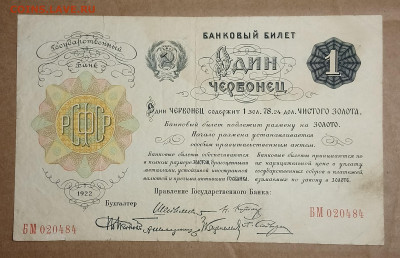 Государственный Банк
БАНКОВЫЙ БИЛЕТ
ОДИН ЧЕРВОНЕЦ
1
Один червонец содержит 1 зол. 78,24 дол. чистого золота.
Банковый билет подлежит размену на золото.
Начало размена устанавливается
особым правительственным актом.
Банковые билеты обеспечиваются
в полном размере золотом, драгоценными
металлами, устойчивой иностранной
валютой и прочими активами Госбанка.
Банковые билеты принимаются по
их нарицательной цене в уплату
государственных сборов и платежей,
взимаемых по закону в золоте.
РСФСР
1922
Правление Государственного Банка:
Бухгалтер
БМ 020484
БМ 020484